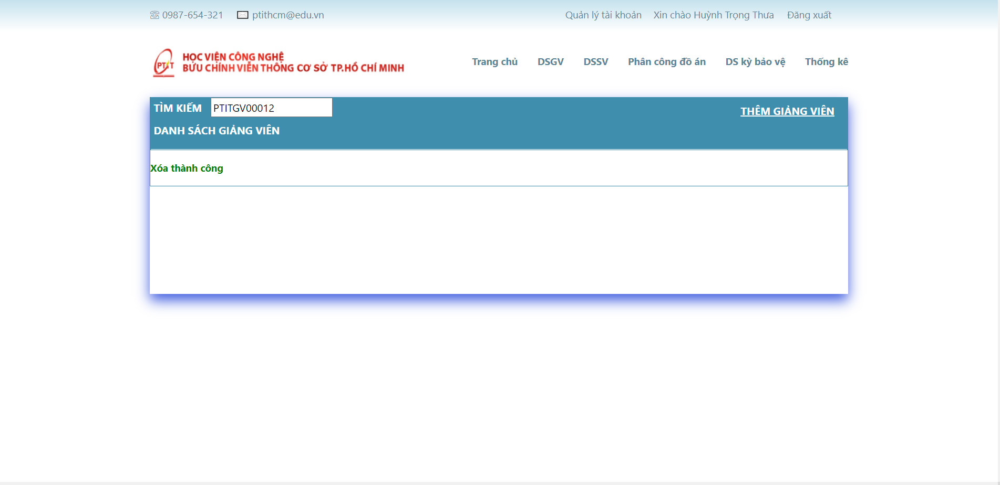 0987-654-321 ptithcm@edu.vn Quản lý tài khoản Xin chào Huỳnh Trọng Thưa Đăng xuất
PTIT
HỌC VIỆN CÔNG NGHỆ
BƯU CHÍNH VIỄN THÔNG CƠ SỞ TP.HỒ CHÍ MINH
Trang chủ DSGV DSSV Phân công đồ án DS kỳ bảo vệ Thống kê
TÌM KIẾM PTITGV00012 THÊM GIẢNG VIÊN
DANH SÁCH GIẢNG VIÊN
Xóa thành công